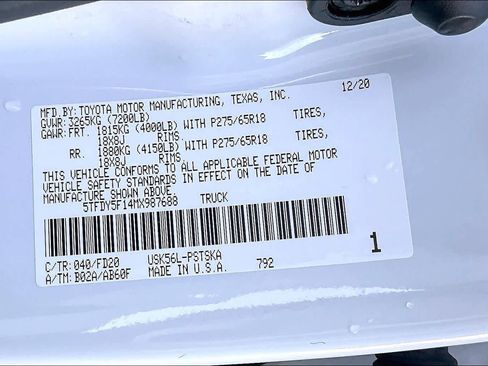 MFD.BY: TOYOTA MOTOR MANUFACTURING, TEXAS, INC. 12/20
GVWR: 3265KG (7200LB)
GAWR: FRT. 1815KG (4000LB) WITH P275/65R18 TIRES,
18X8J RIMS
RR. 1880KG (4150LB) WITH P275/65R18 TIRES,
18X8J RIMS
THIS VEHICLE CONFORMS TO ALL APPLICABLE FEDERAL MOTOR
VEHICLE SAFETY STANDARDS IN EFFECT ON THE DATE OF
MANUFACTURE SHOWN ABOVE.
5TFDY5F14MX987688 TRUCK
C/TR: 040/FD20 USK56L-PSTSKA 1
A/TM: B02A/AB60F MADE IN U.S.A. 792